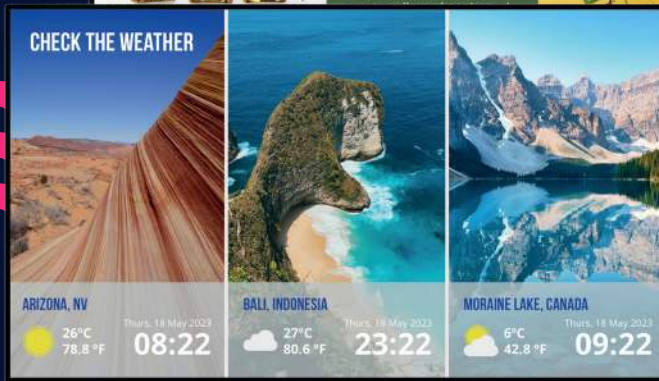 CHECK THE WEATHER
ARIZONA, NV
Thurs, 18 May 2023
26°C
78.8 °F
08:22
BALI, INDONESIA
Thurs, 18 May 2023
27°C
80.6 °F
23:22
MORAINE LAKE, CANADA
Thurs, 18 May 2023
6°C
42.8 °F
09:22